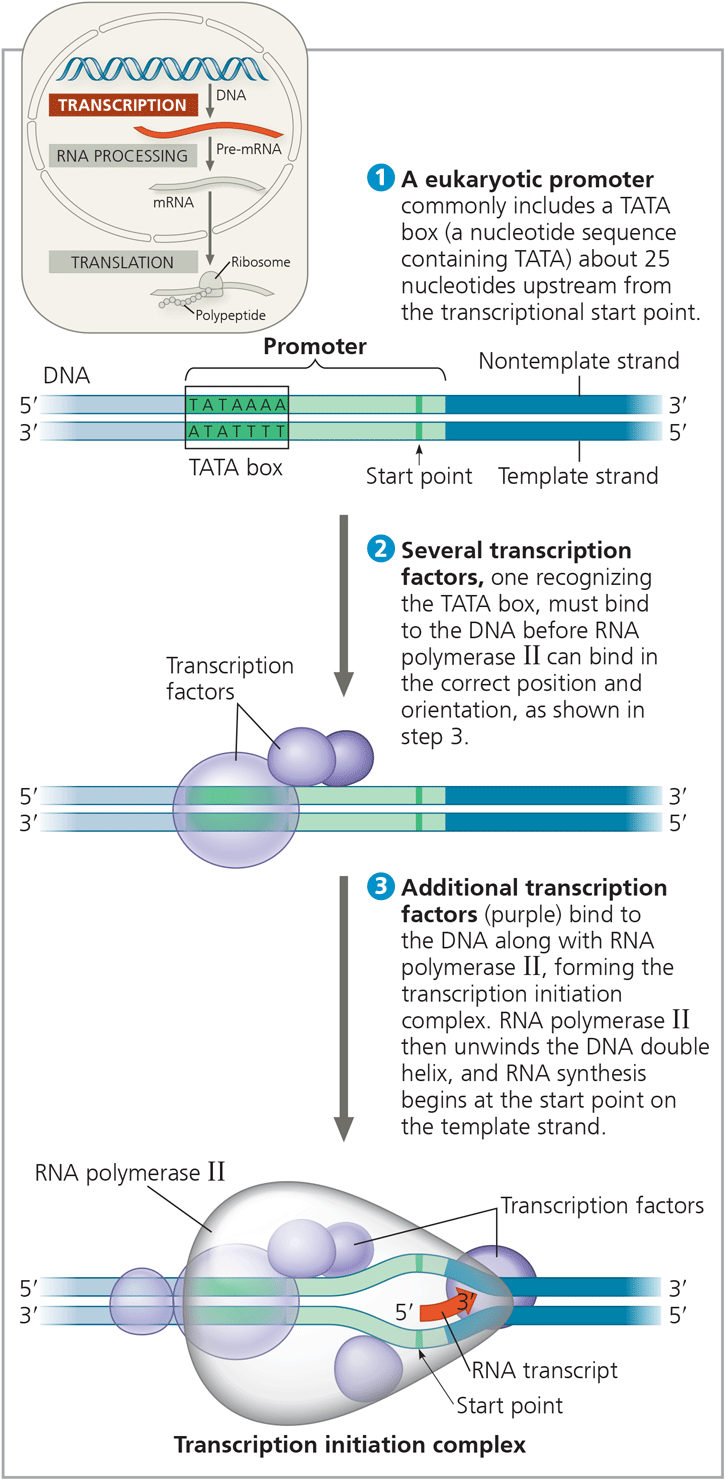 DNA
TRANSCRIPTION
Pre-mRNA
RNA PROCESSING
mRNA
TRANSLATION
Ribosome
Polypeptide
1 A eukaryotic promoter
commonly includes a TATA
box (a nucleotide sequence
containing TATA) about 25
nucleotides upstream from
the transcriptional start point.
Promoter
DNA
Nontemplate strand
5′ TATAAAA 3′
3′ ATATTTT 5′
TATA box
Start point
Template strand
2 Several transcription
factors, one recognizing
the TATA box, must bind
to the DNA before RNA
polymerase II can bind in
the correct position and
orientation, as shown in
step 3.
Transcription
factors
5′ 3′
3′ 5′
3 Additional transcription
factors (purple) bind to
the DNA along with RNA
polymerase II, forming the
transcription initiation
complex. RNA polymerase II
then unwinds the DNA double
helix, and RNA synthesis
begins at the start point on
the template strand.
RNA polymerase II
Transcription factors
5′ 3′
3′ 5′ 3′ 5′
RNA transcript
Start point
Transcription initiation complex